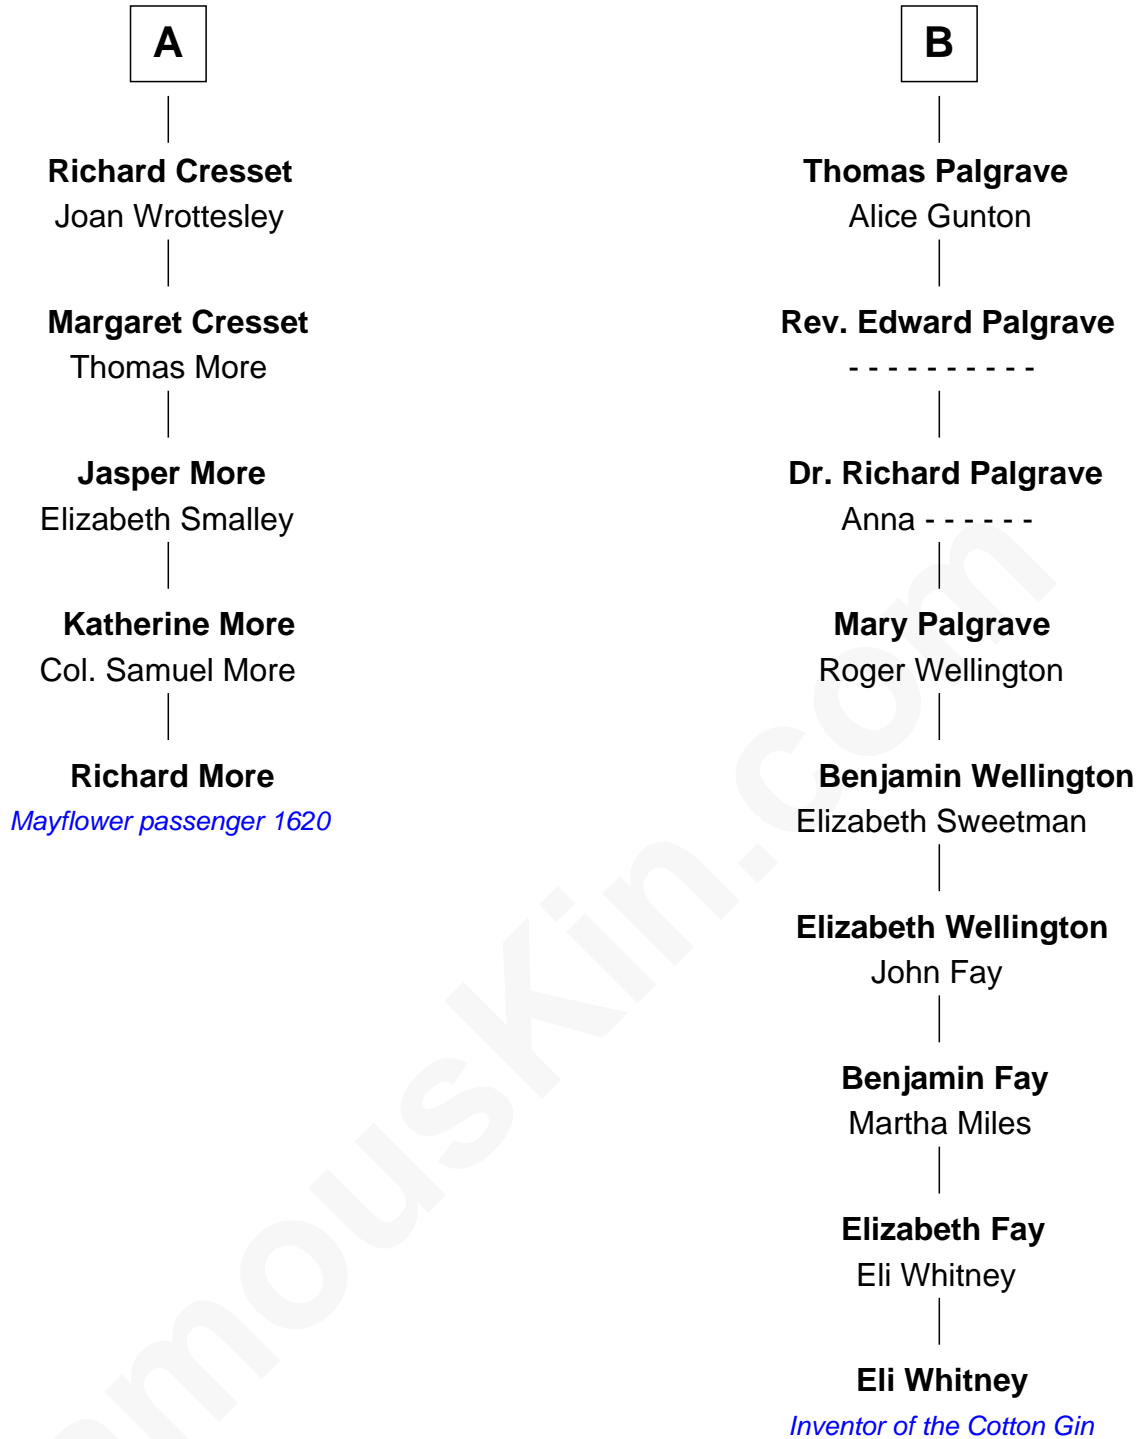 A
Richard Cresset
Joan Wrottesley
Margaret Cresset
Thomas More
Jasper More
Elizabeth Smalley
Katherine More
Col. Samuel More
Richard More
Mayflower passenger 1620
B
Thomas Palgrave
Alice Gunton
Rev. Edward Palgrave
- - - - - - - - - -
Dr. Richard Palgrave
Anna - - - - - -
Mary Palgrave
Roger Wellington
Benjamin Wellington
Elizabeth Sweetman
Elizabeth Wellington
John Fay
Benjamin Fay
Martha Miles
Elizabeth Fay
Eli Whitney
Eli Whitney
Inventor of the Cotton Gin
amousKin.com